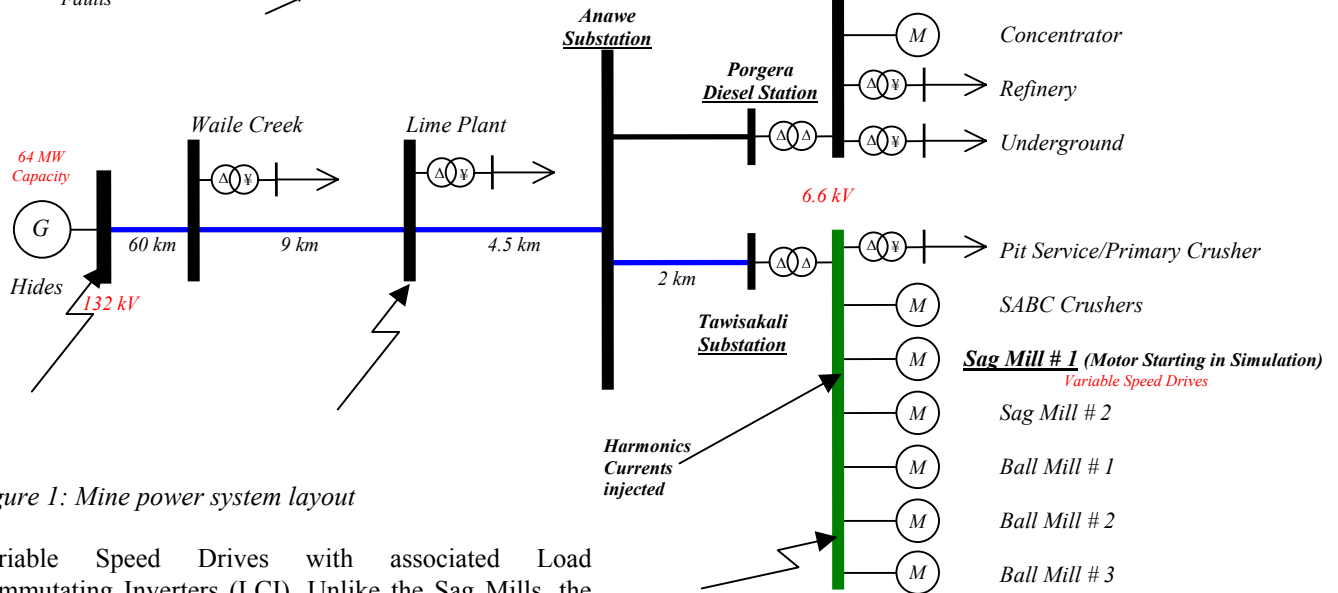 Faults
Anawe
Substation
M
Concentrator
Porgera
Diesel Station
Δ ¥
Refinery
Δ Δ
Δ ¥
Underground
Waile Creek
Lime Plant
64 MW
Capacity
Δ ¥
Δ ¥
6.6 kV
G
60 km
9 km
4.5 km
Δ ¥
Pit Service/Primary Crusher
Δ Δ
2 km
Hides
132 kV
M
SABC Crushers
Tawisakali
Substation
M
Sag Mill # 1 (Motor Starting in Simulation)
Variable Speed Drives
M
Sag Mill # 2
Harmonics
Currents
injected
M
Ball Mill # 1
gure 1: Mine power system layout
M
Ball Mill # 2
riable Speed Drives with associated Load
M
Ball Mill # 3
mmutating Inverters (LCI). Unlike the Sag Mills, the